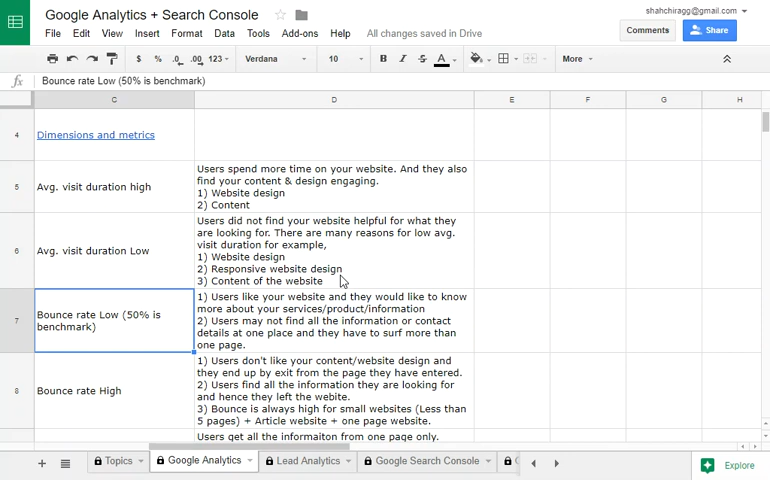 Google Analytics + Search Console
shahchiragg@gmail.com
File Edit View Insert Format Data Tools Add-ons Help All changes saved in Drive
Comments
Share
$ % .0 .00 123 Verdana 10 B I S A More
fx Bounce rate Low (50% is benchmark)
C D E F G H
4 Dimensions and metrics
5 Avg. visit duration high
Users spend more time on your website. And they also
find your content & design engaging.
1) Website design
2) Content
6 Avg. visit duration Low
Users did not find your website helpful for what they
are looking for. There are many reasons for low avg.
visit duration for example,
1) Website design
2) Responsive website design
3) Content of the website
7 Bounce rate Low (50% is
benchmark)
1) Users like your website and they would like to know
more about your services/product/information
2) Users may not find all the information or contact
details at one place and they have to surf more than
one page.
8 Bounce rate High
1) Users don't like your content/website design and
they end up by exit from the page they have entered.
2) Users find all the information they are looking for
and hence they left the webite.
3) Bounce is always high for small websites (Less than
5 pages) + Article website + one page website.
Users get all the informaiton from one page only.
Topics Google Analytics Lead Analytics Google Search Console
Explore